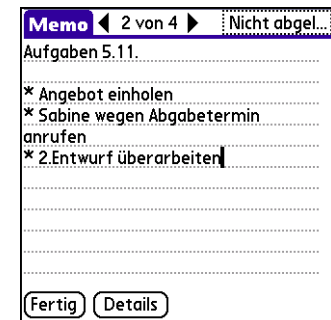 Memo 2 von 4 Nicht abgel...
Aufgaben 5.11.
* Angebot einholen
* Sabine wegen Abgabetermin
anrufen
* 2.Entwurf überarbeiten
Fertig Details